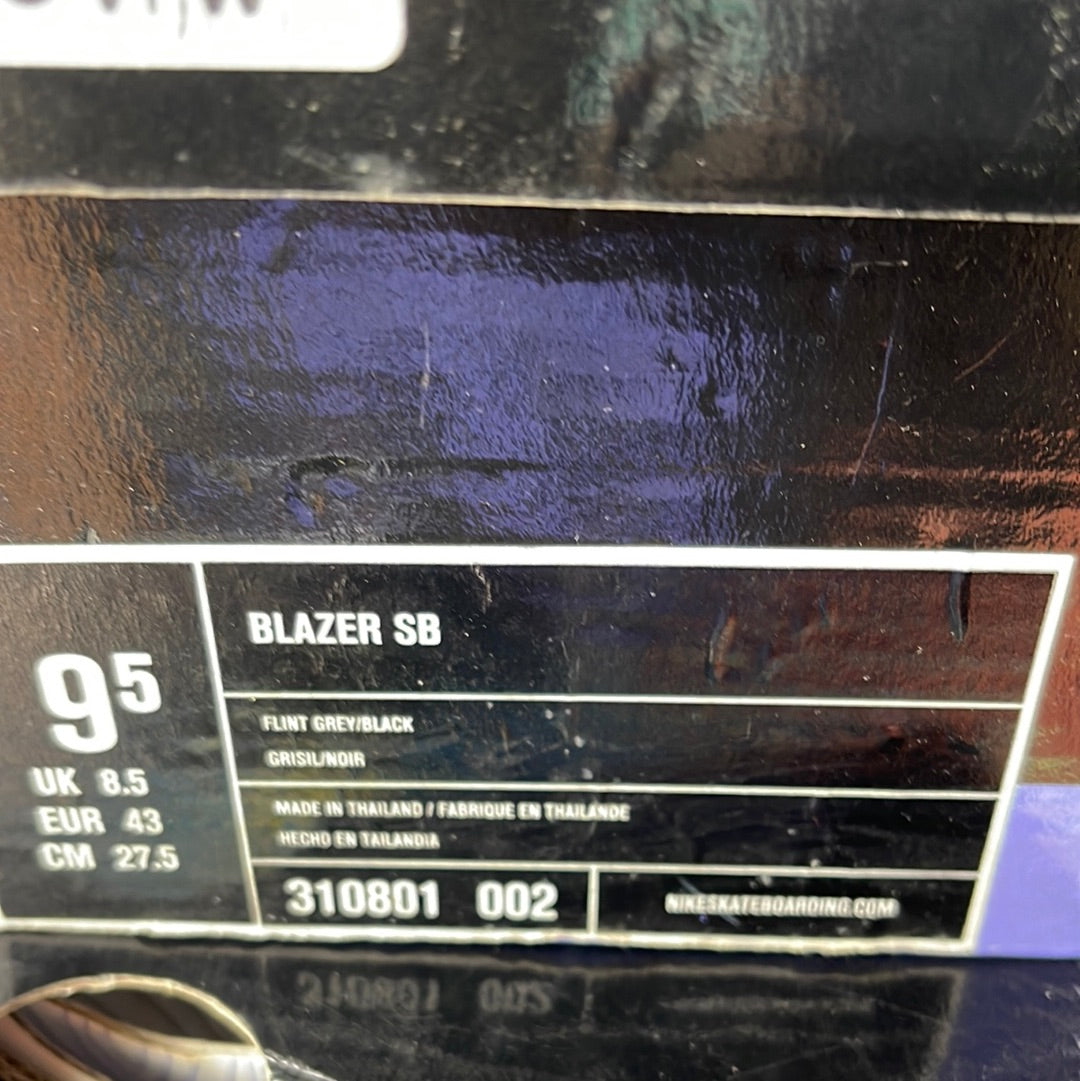 BLAZER SB
95
FLINT GREY/BLACK
GRISIL/NOIR
UK 8.5
EUR 43
CM 27.5
MADE IN THAILAND / FABRIQUE EN THAILANDE
HECHO EN TAILANDIA
310801 002
NIKESKATEBOARDING.COM